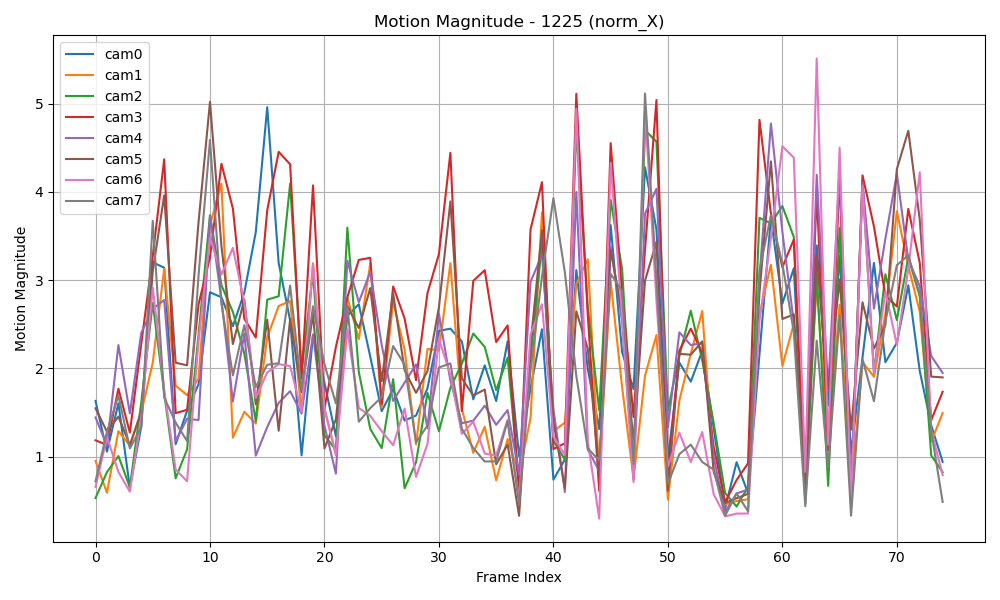 Motion Magnitude - 1225 (norm_X)
cam0
cam1
cam2
cam3
cam4
cam5
cam6
cam7
Motion Magnitude
5
4
3
2
1
0 10 20 30 40 50 60 70
Frame Index